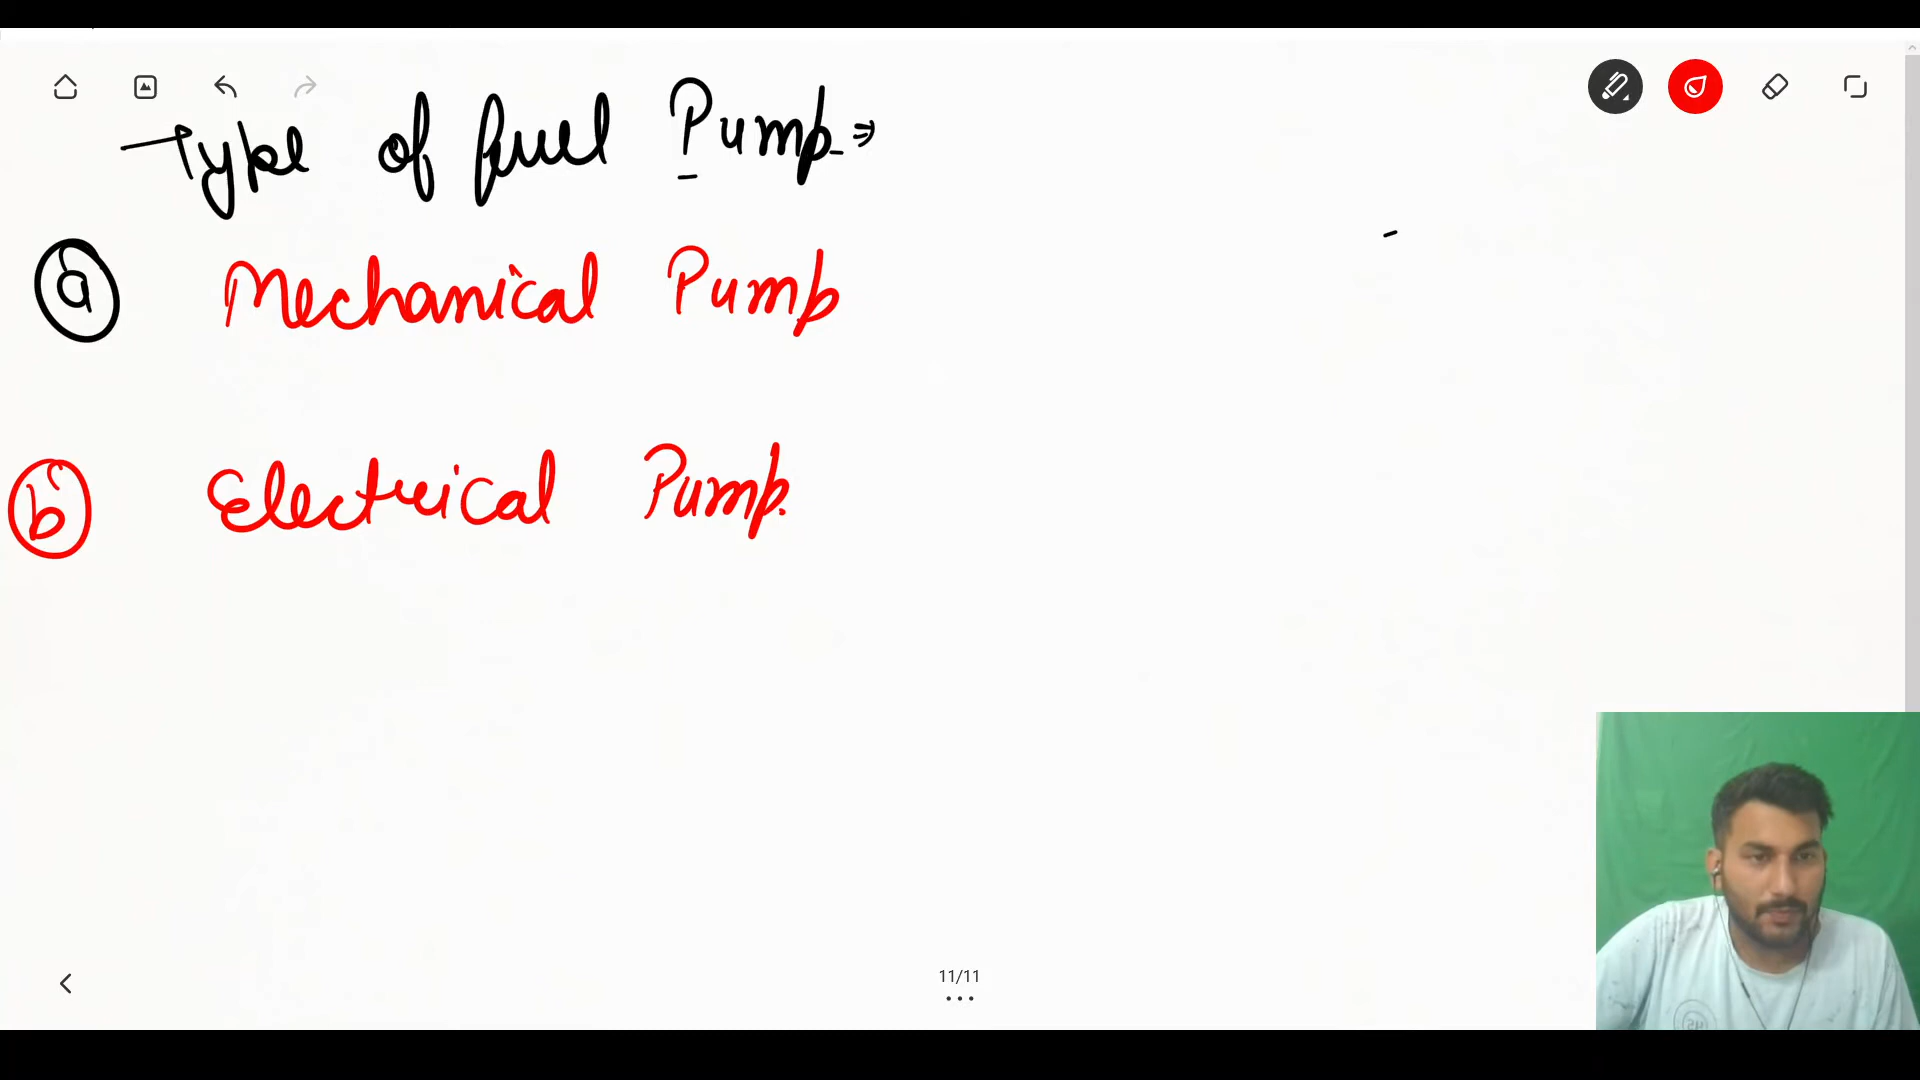 Type of fuel Pump ⇒
a Mechanical Pump
b Electrical Pump.
11/11